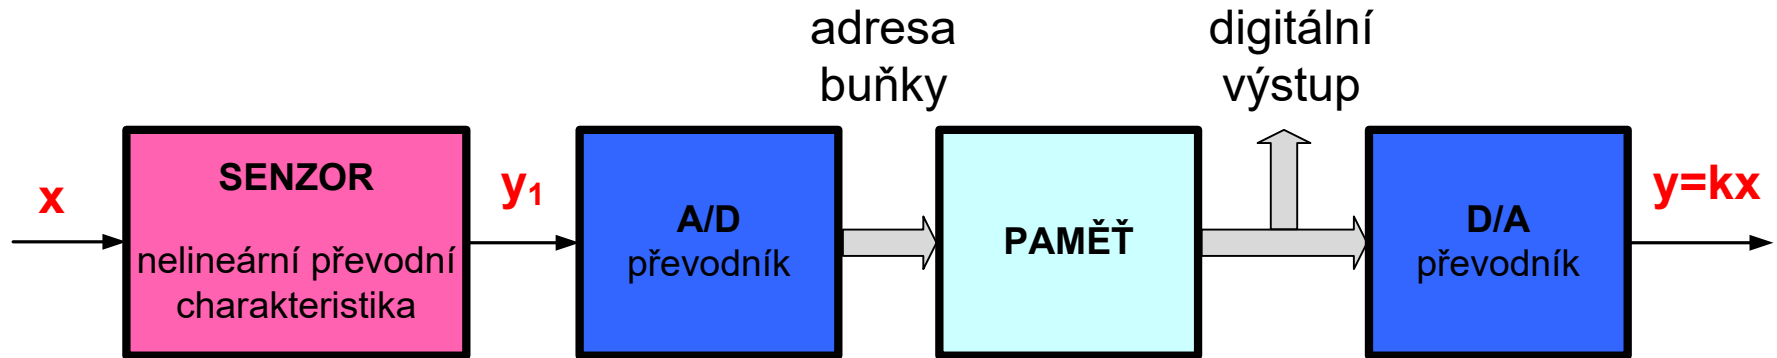 adresa
buňky
digitální
výstup
x
SENZOR
nelineární převodní
charakteristika
y₁
A/D
převodník
PAMĚŤ
D/A
převodník
y=kx